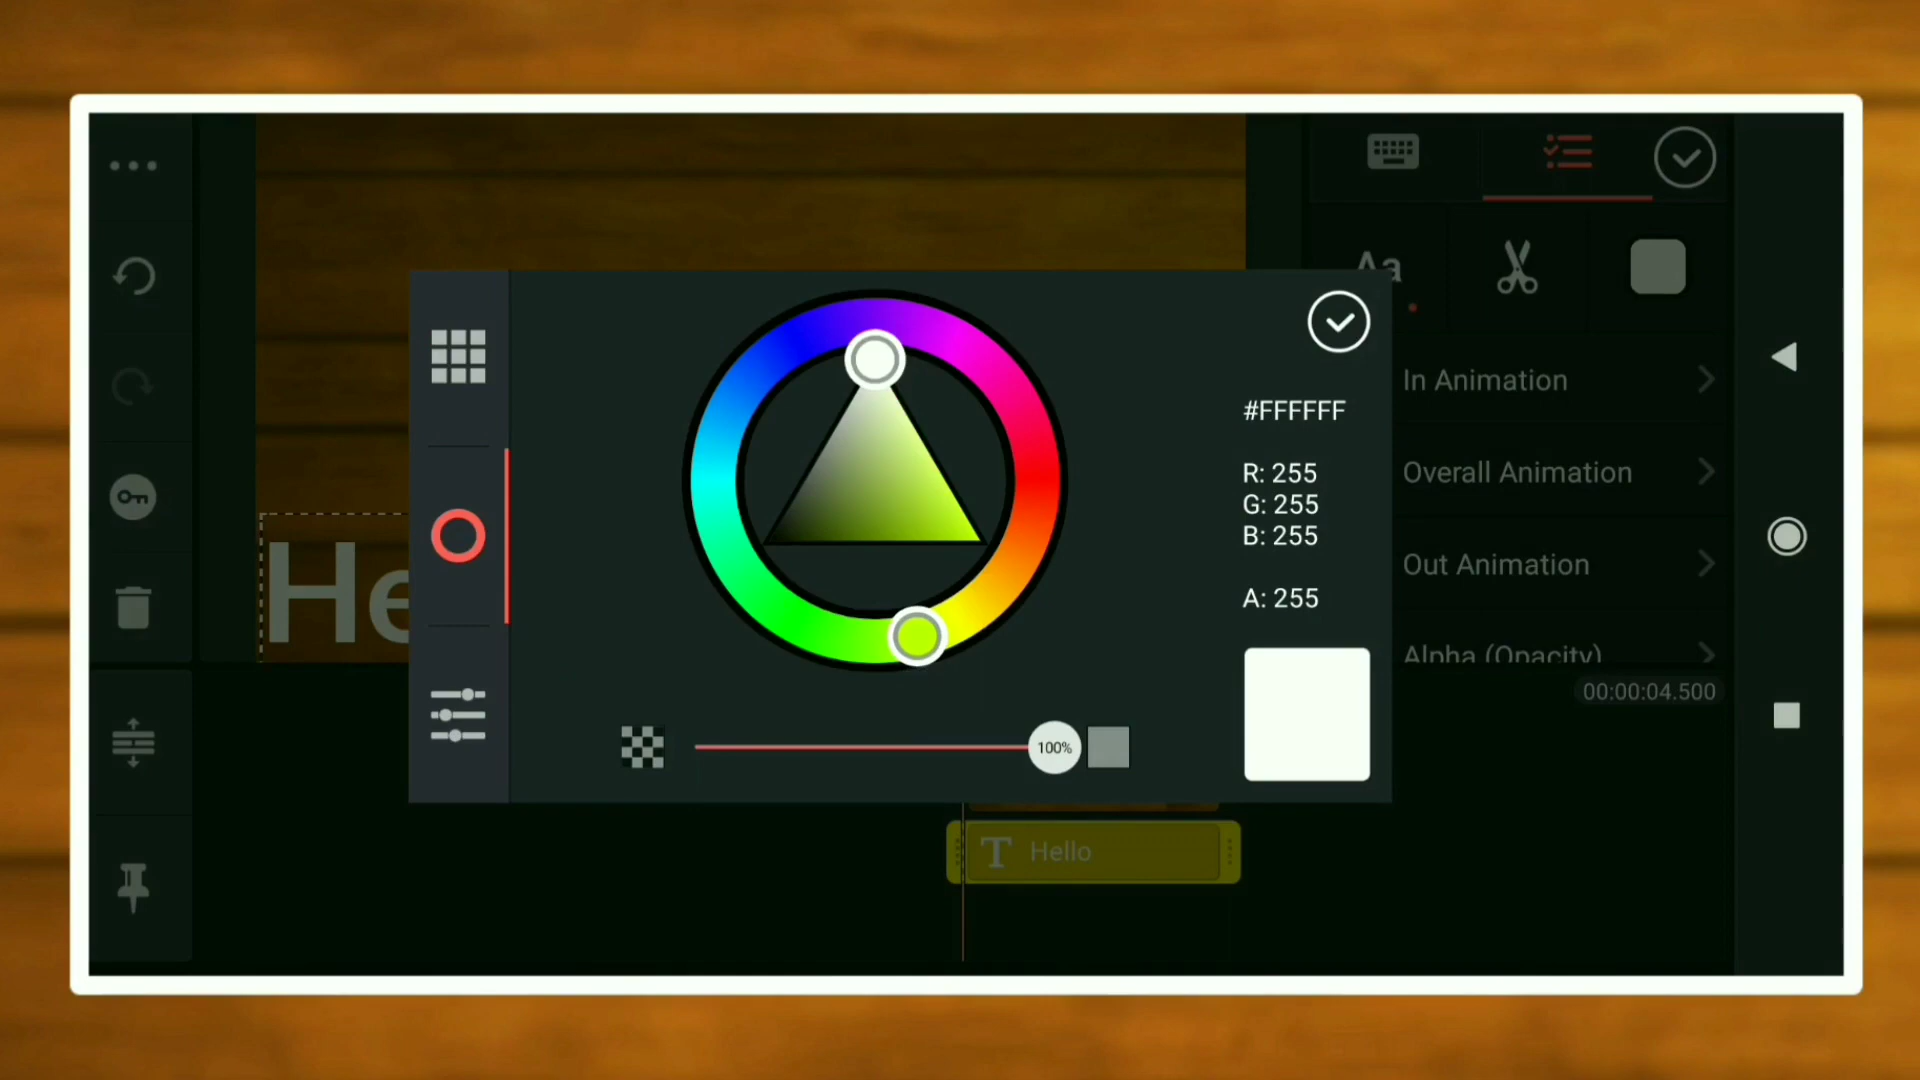 Aa
#FFFFFF
In Animation
R: 255
Overall Animation
G: 255
B: 255
Out Animation
He
A: 255
Alpha (Opacity)
00:00:04.500
100%
T Hello